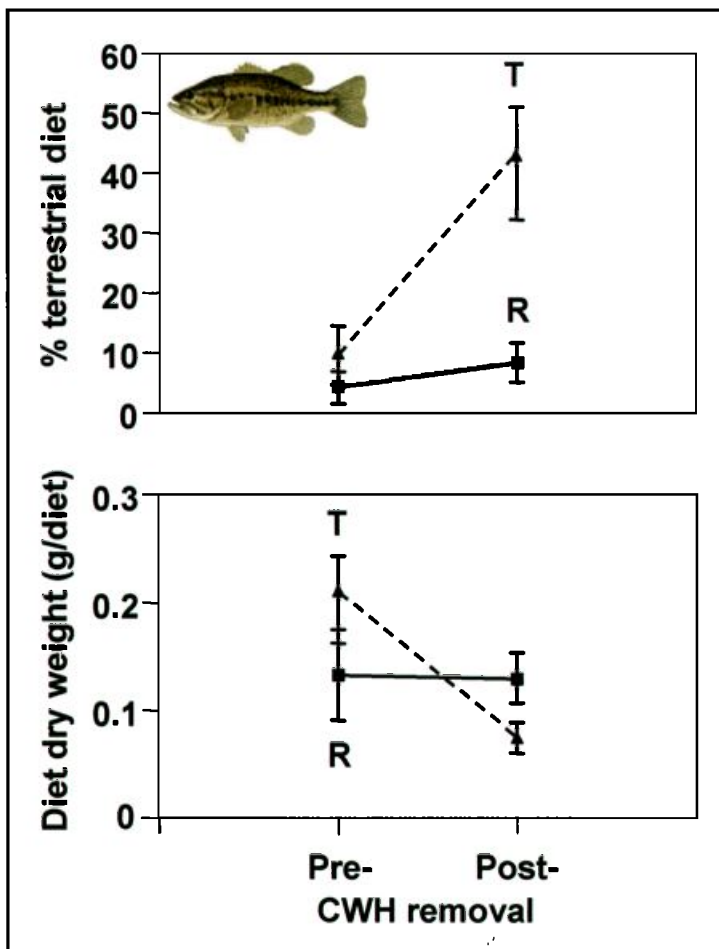 % terrestrial diet
60
50
40
30
20
10
0
T
R
Diet dry weight (g/diet)
0.3
0.2
0.1
0
T
R
Pre-
Post-
CWH removal